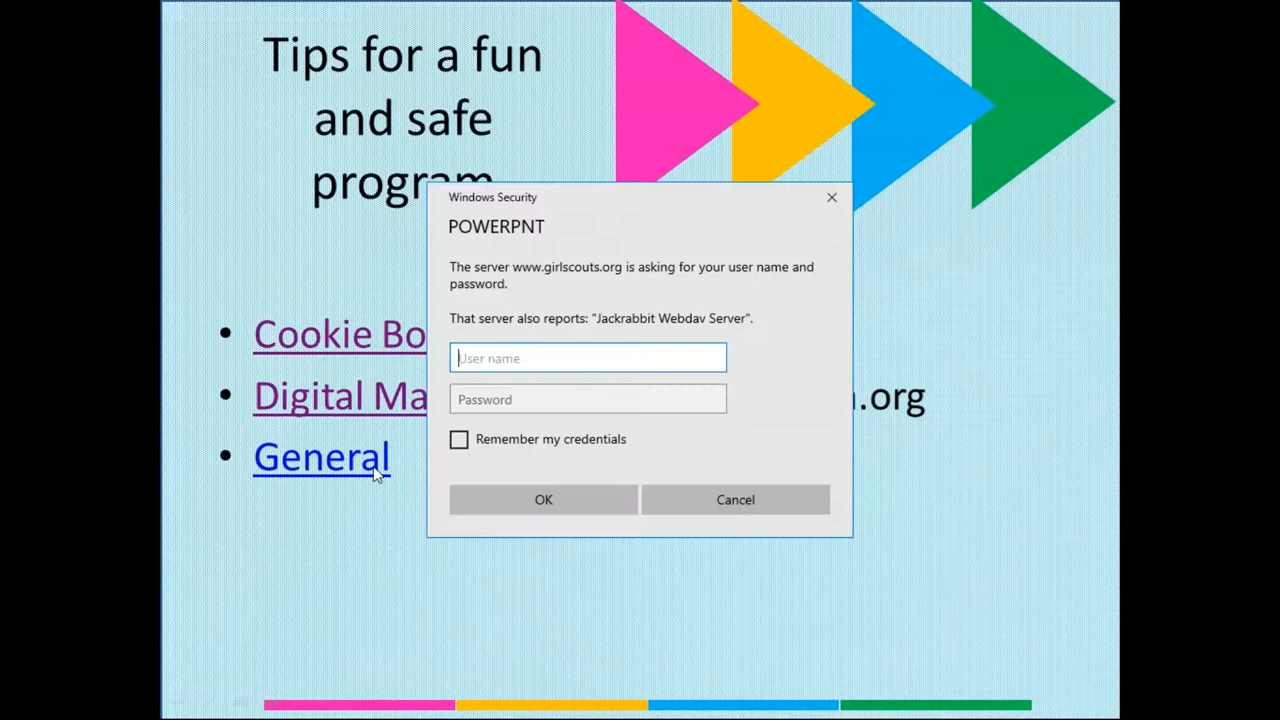 Tips for a fun
and safe
program
Windows Security
POWERPNT
The server www.girlscouts.org is asking for your user name and
password.
That server also reports: "Jackrabbit Webdav Server".
User name
Password
Remember my credentials
OK Cancel
• Cookie Bo
• Digital Ma .org
• General